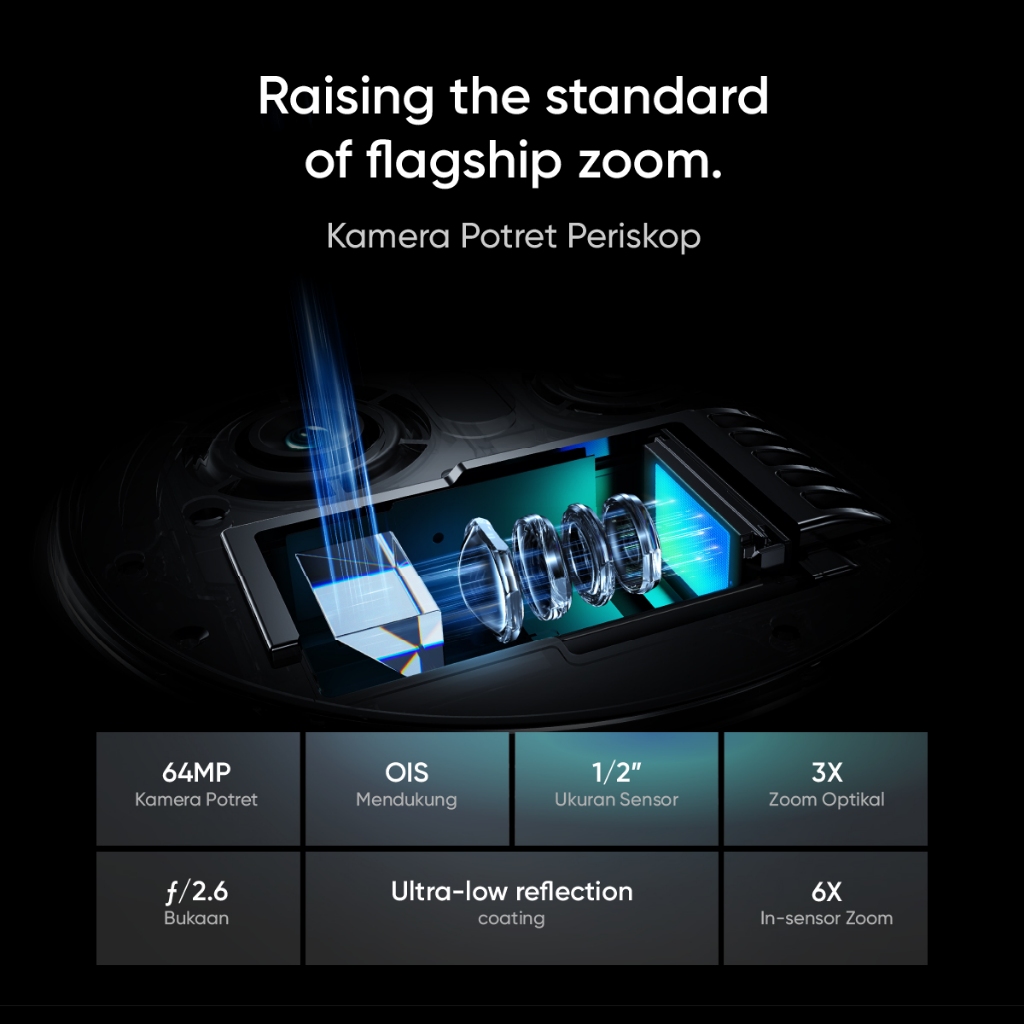 Raising the standard
of flagship zoom.
Kamera Potret Periskop
64MP
Kamera Potret
OIS
Mendukung
1/2″
Ukuran Sensor
3X
Zoom Optikal
ƒ/2.6
Bukaan
Ultra-low reflection
coating
6X
In-sensor Zoom